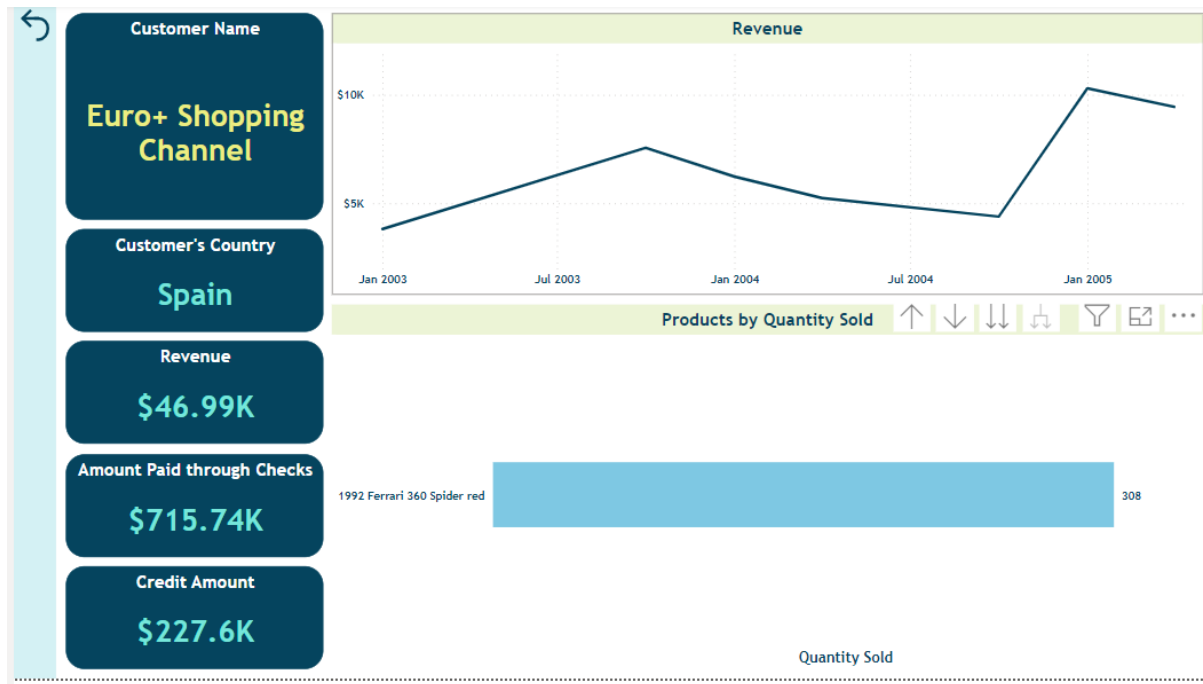 Customer Name
Euro+ Shopping
Channel
Customer's Country
Spain
Revenue
$46.99K
Amount Paid through Checks
$715.74K
Credit Amount
$227.6K
Revenue
$10K
$5K
Jan 2003
Jul 2003
Jan 2004
Jul 2004
Jan 2005
Products by Quantity Sold
1992 Ferrari 360 Spider red
308
Quantity Sold